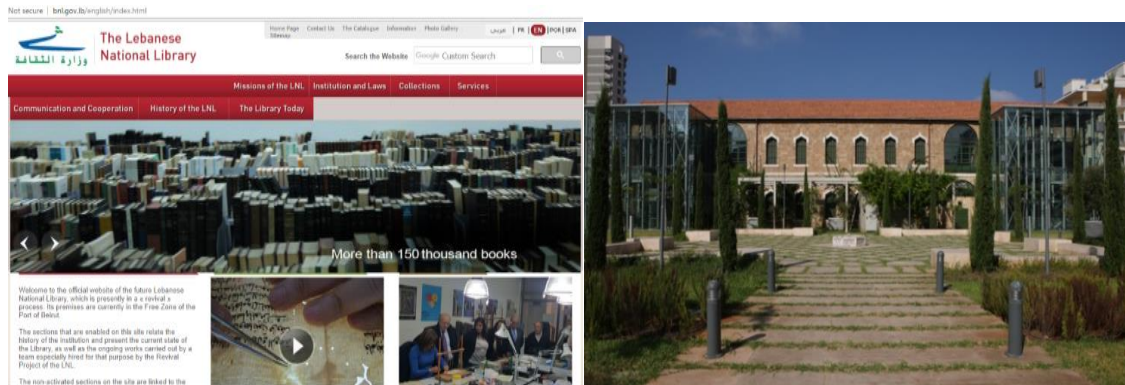 Not secure | bnl.gov.lb/english/index.html
Home Page Contact Us The Catalogue Information Photo Gallery
Sitemap
عربي | FR | EN | POR | SPA
The Lebanese
National Library
وزارة الثقافة
Search the Website Google Custom Search
Missions of the LNL Institution and Laws Collections Services
Communication and Cooperation History of the LNL The Library Today
More than 150 thousand books
Welcome to the official website of the future Lebanese
National Library, which is presently in a « revival »
process. Its premises are currently in the Free Zone of the
Port of Beirut.
The sections that are enabled on this site relate the
history of the institution and present the current state of
the Library, as well as the ongoing works carried out by a
team especially hired for that purpose by the Revival
Project of the LNL.
The non-activated sections on the site are linked to the